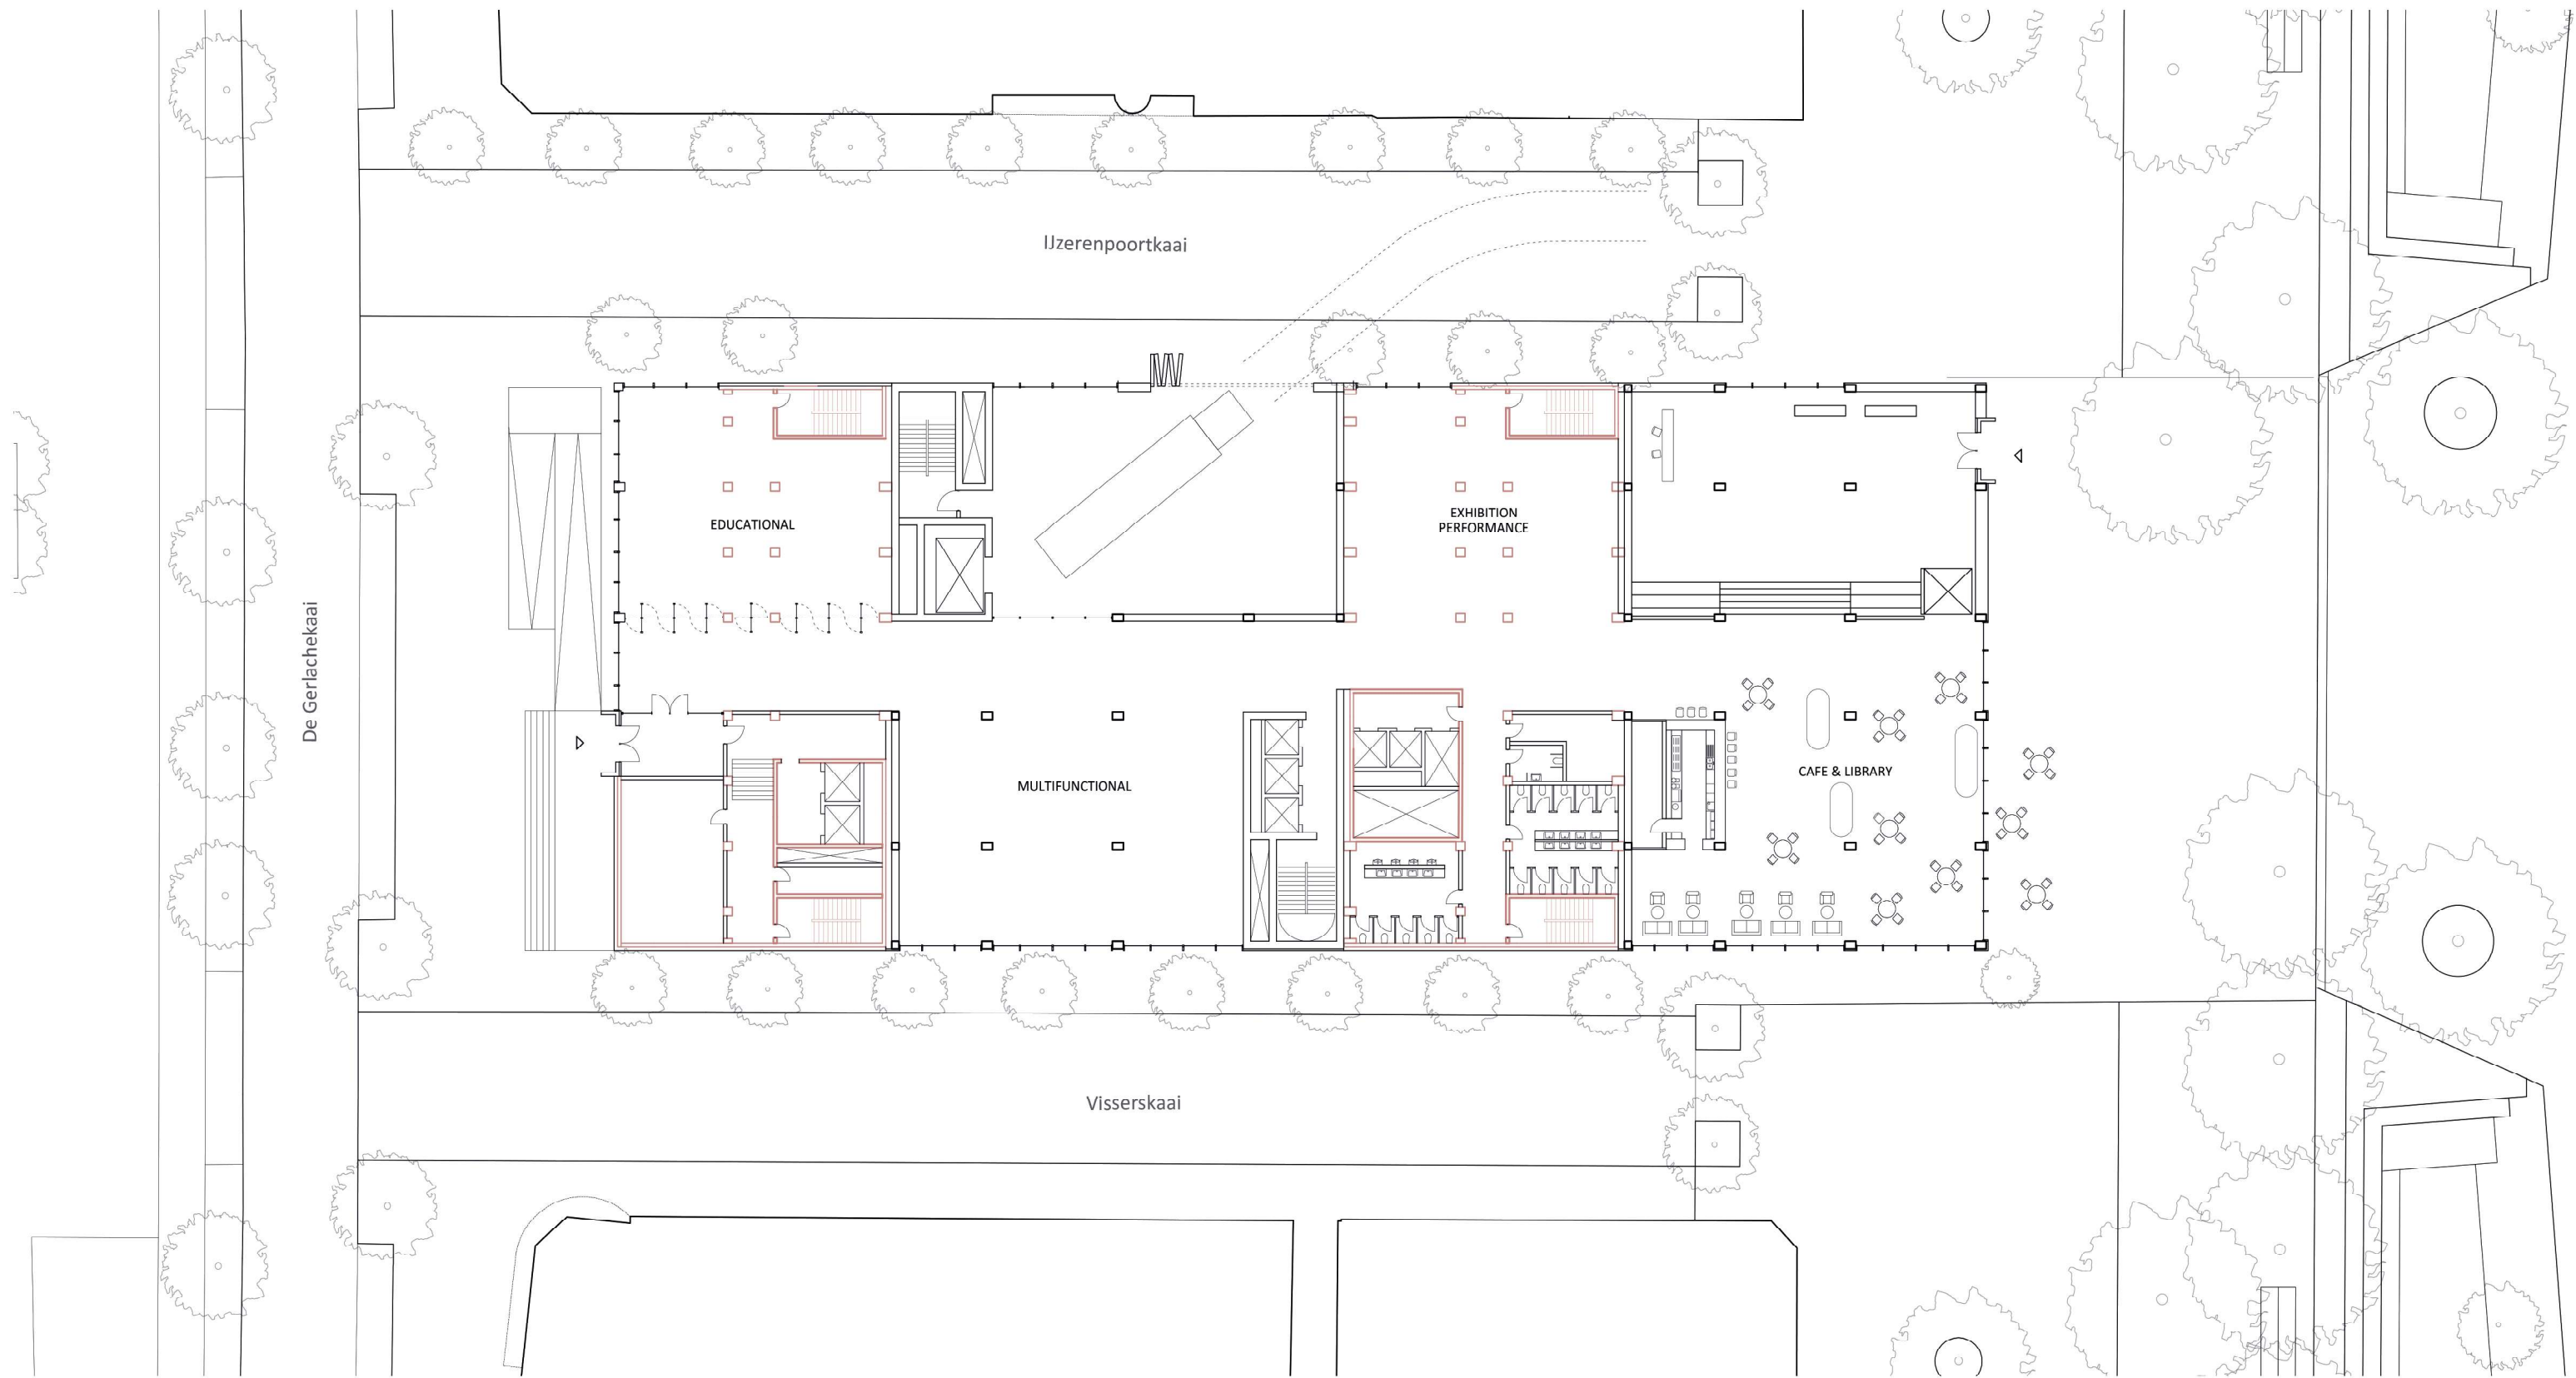 IJzerenpoortkaai
EDUCATIONAL
EXHIBITION
PERFORMANCE
De Gerlachekaai
MULTIFUNCTIONAL
CAFE & LIBRARY
Visserskaai